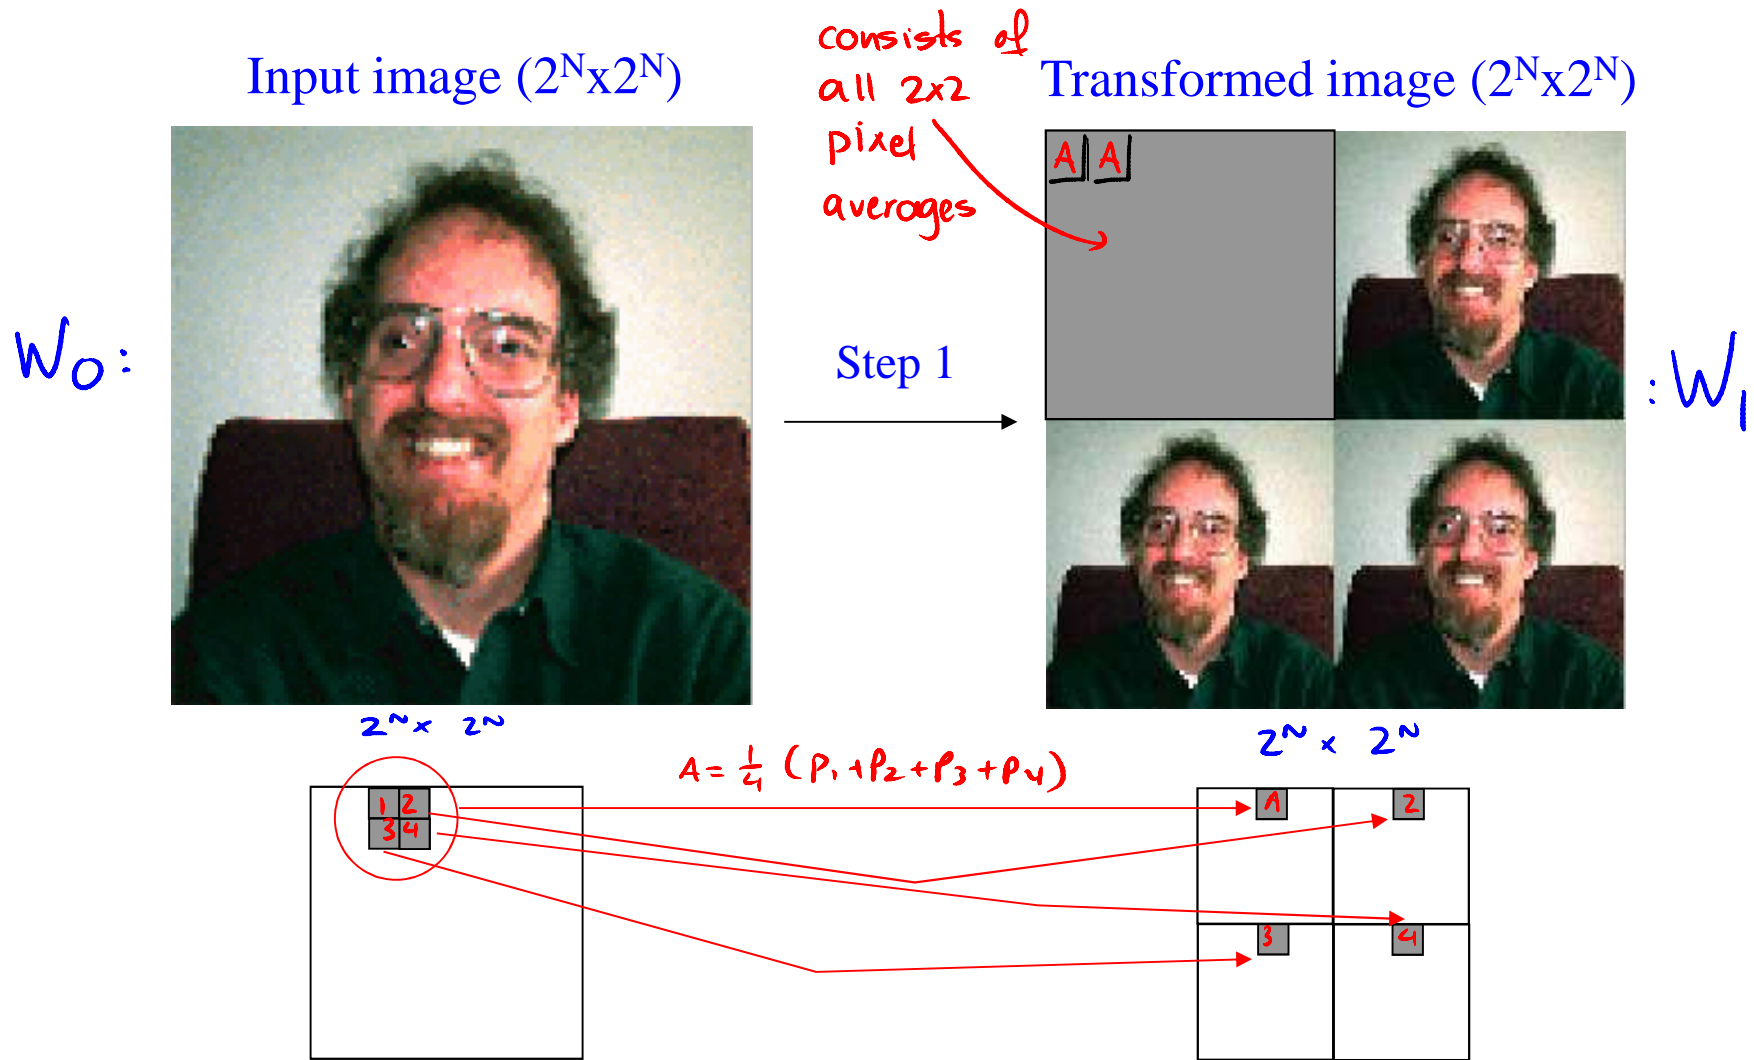 consists of
all 2x2
pixel
averages
Input image (2ᴺx2ᴺ)
Transformed image (2ᴺx2ᴺ)
A A
W₀:
Step 1
:W₁
2ᴺ x 2ᴺ
2ᴺ x 2ᴺ
A = 1/4 (P₁+P₂+P₃+P₄)
1 2
3 4
A 2
3 4